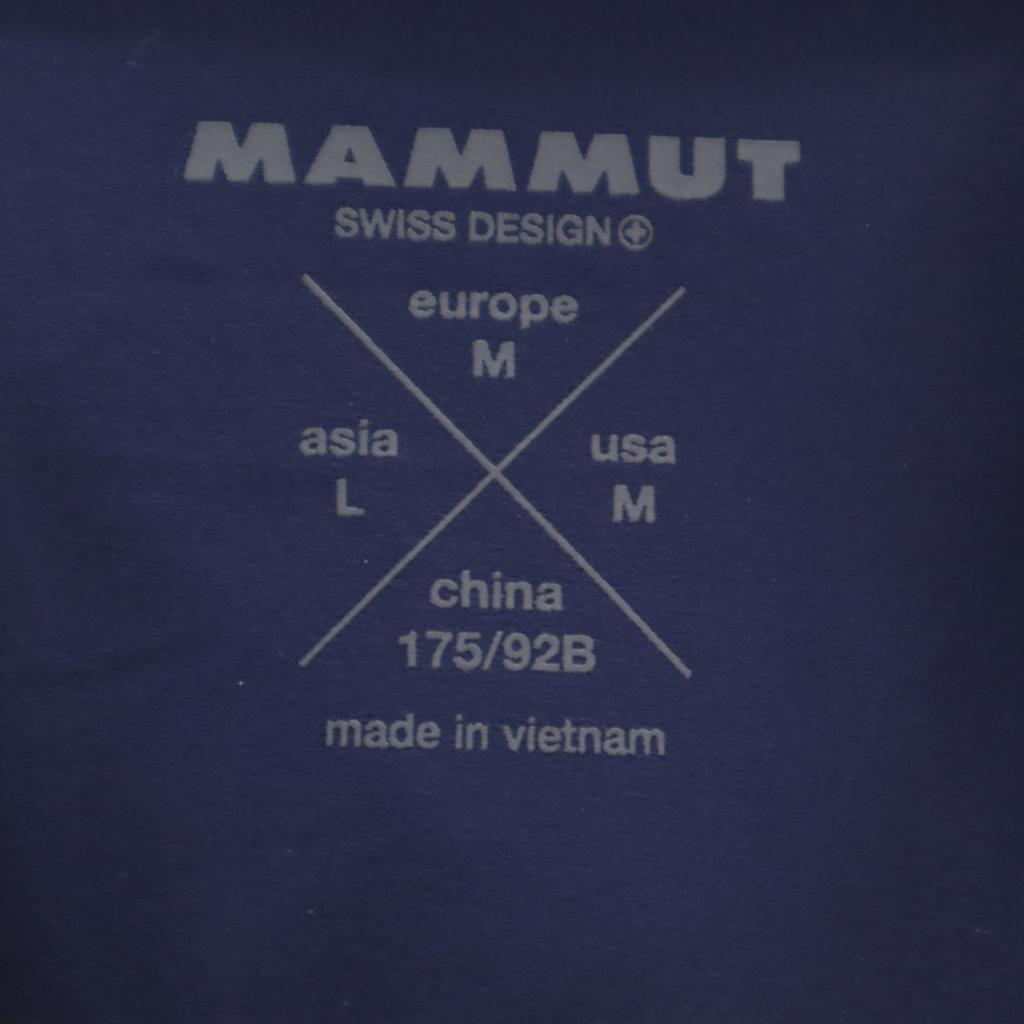 MAMMUT
SWISS DESIGN
europe
M
asia
L
usa
M
china
175/92B
made in vietnam